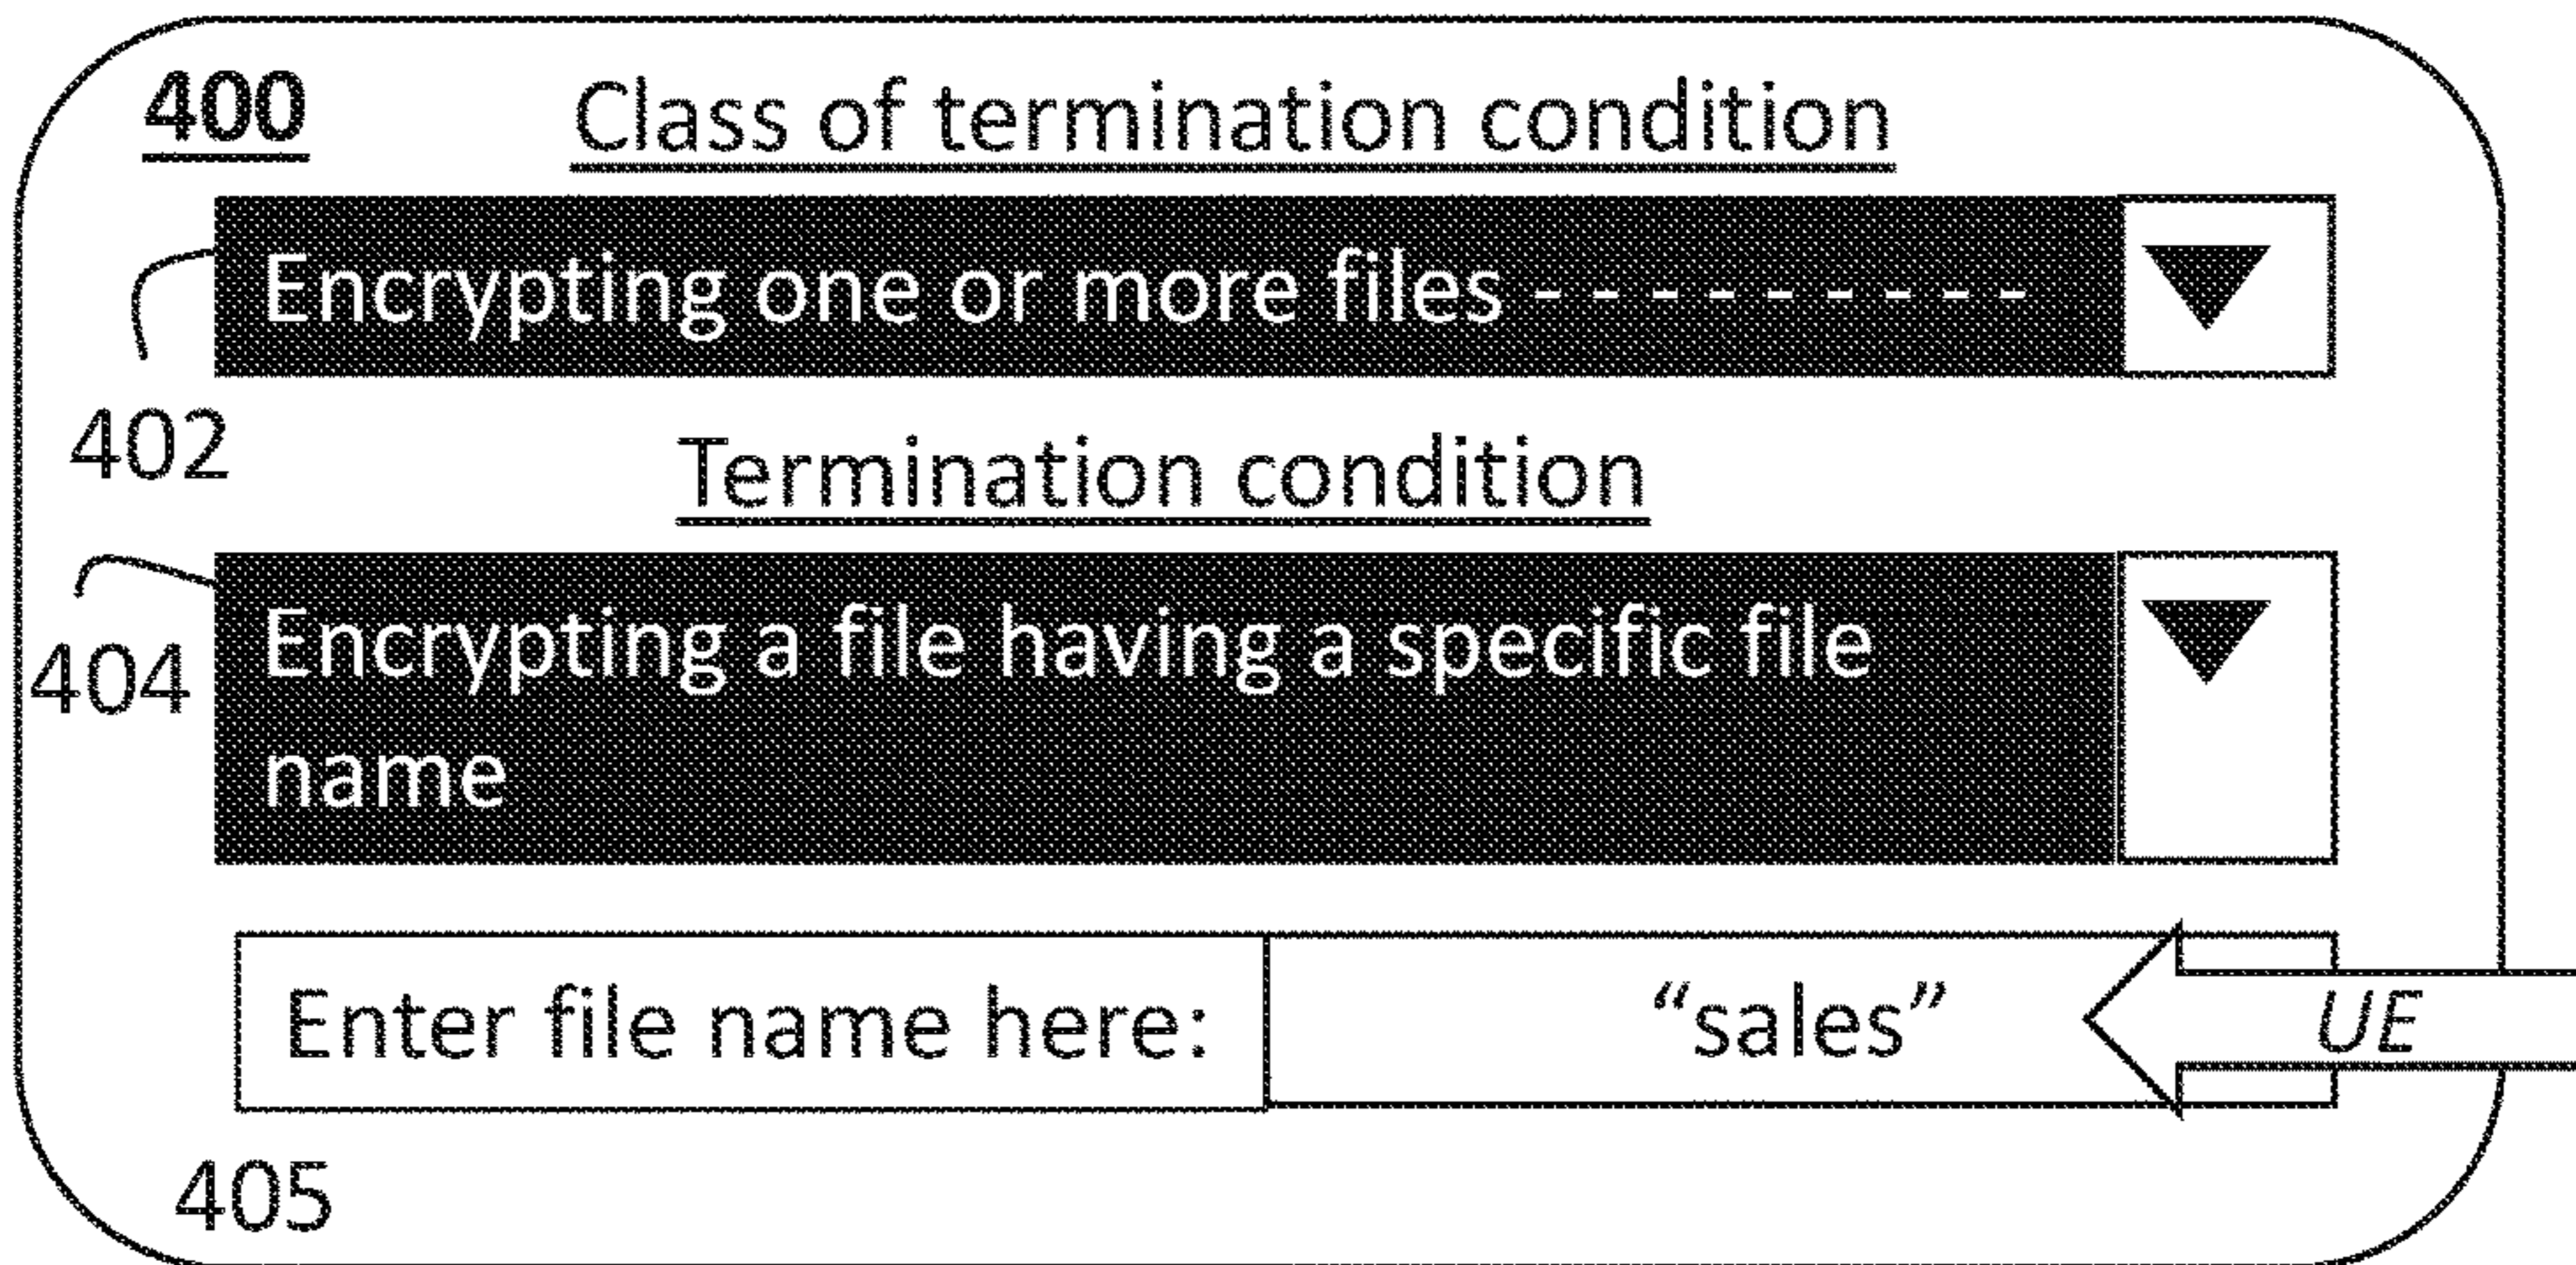 400 Class of termination condition
Encrypting one or more files - - - - - - - - -
402
Termination condition
Encrypting a file having a specific file
404
name
Enter file name here: “sales” UE
405